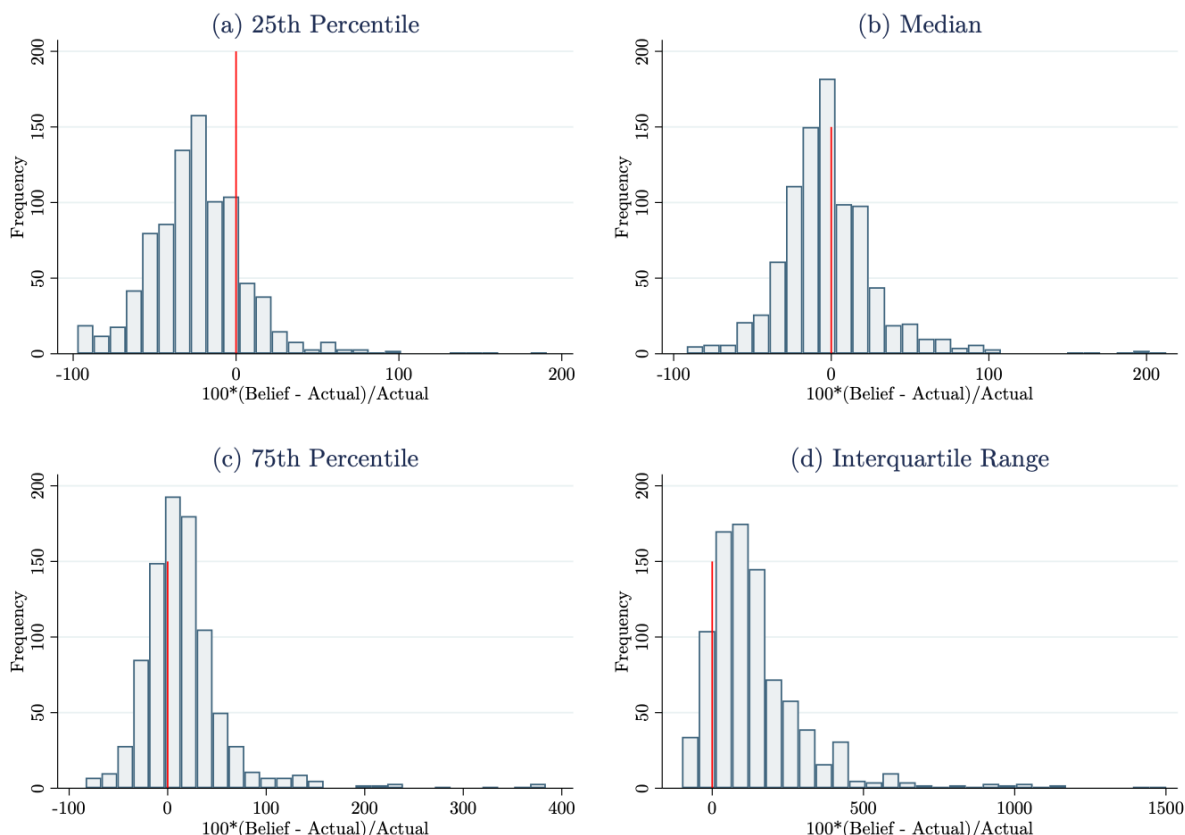 (a) 25th Percentile
Frequency
200
150
100
50
0
-100 0 100 200
100*(Belief - Actual)/Actual
(b) Median
Frequency
200
150
100
50
0
-100 0 100 200
100*(Belief - Actual)/Actual
(c) 75th Percentile
Frequency
200
150
100
50
0
-100 0 100 200 300 400
100*(Belief - Actual)/Actual
(d) Interquartile Range
Frequency
200
150
100
50
0
0 500 1000 1500
100*(Belief - Actual)/Actual